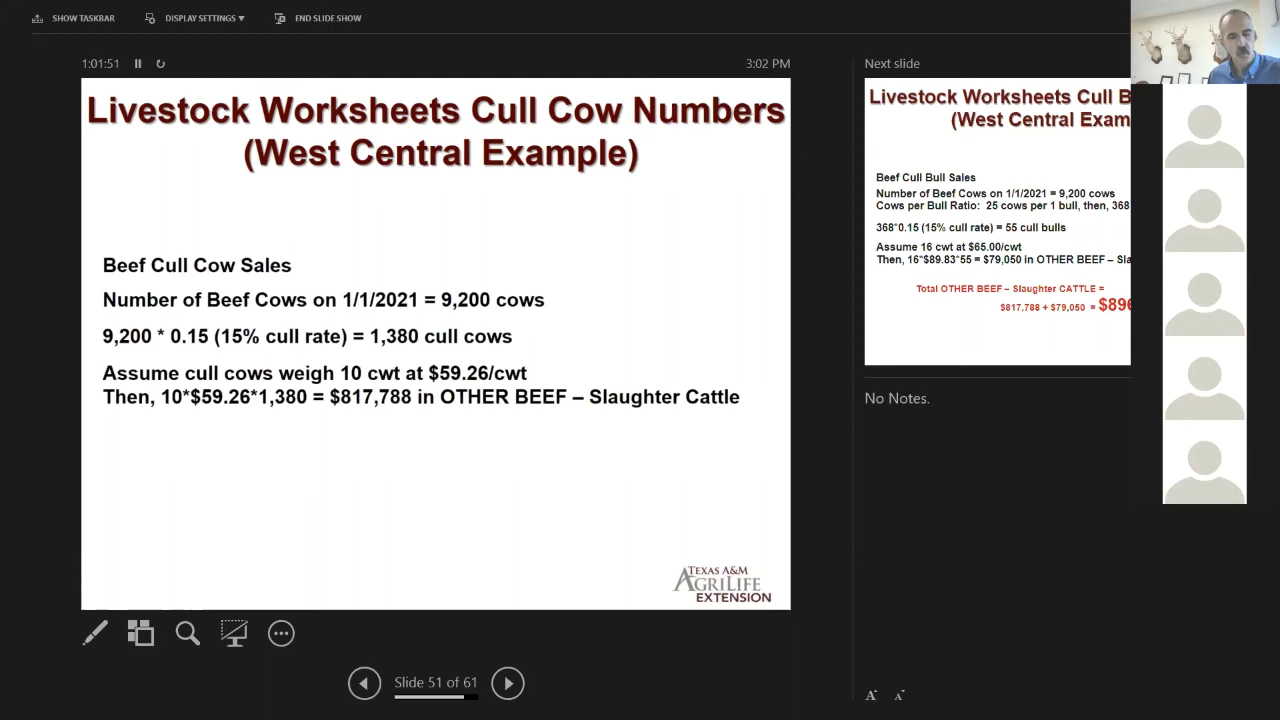 SHOW TASKBAR
DISPLAY SETTINGS
END SLIDE SHOW
1:01:51
3:02 PM
Livestock Worksheets Cull Cow Numbers
(West Central Example)
Beef Cull Cow Sales
Number of Beef Cows on 1/1/2021 = 9,200 cows
9,200 * 0.15 (15% cull rate) = 1,380 cull cows
Assume cull cows weigh 10 cwt at $59.26/cwt
Then, 10*$59.26*1,380 = $817,788 in OTHER BEEF – Slaughter Cattle
TEXAS A&M
AGRILIFE
EXTENSION
Slide 51 of 61
Next slide
Livestock Worksheets Cull B
(West Central Exam
Beef Cull Bull Sales
Number of Beef Cows on 1/1/2021 = 9,200 cows
Cows per Bull Ratio: 25 cows per 1 bull, then, 368
368*0.15 (15% cull rate) = 55 cull bulls
Assume 16 cwt at $65.00/cwt
Then, 16*$89.83*55 = $79,050 in OTHER BEEF – Sla
Total OTHER BEEF – Slaughter CATTLE =
$817,788 + $79,050 = $896
No Notes.
A A